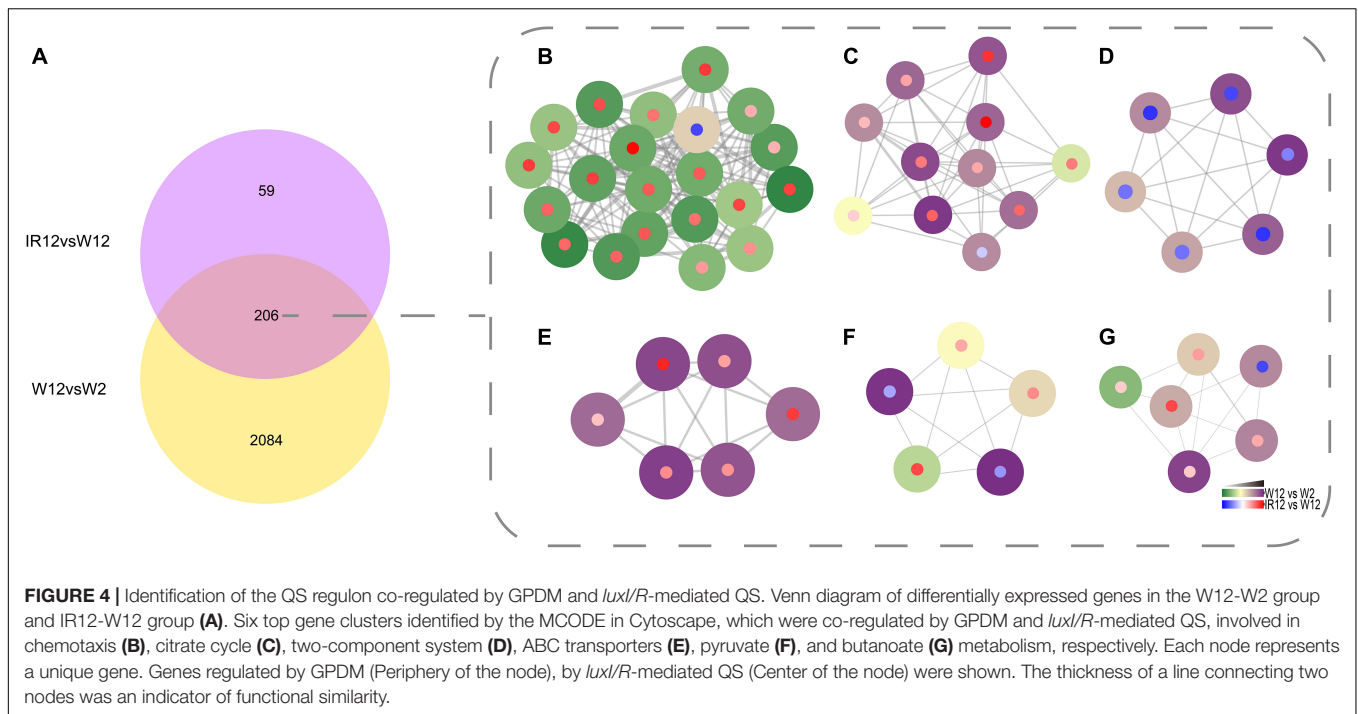 A
B
C
D
59
IR12vsW12
206
W12vsW2
2084
E
F
G
W12 vs W2
IR12 vs W12
FIGURE 4 | Identification of the QS regulon co-regulated by GPDM and luxI/R-mediated QS. Venn diagram of differentially expressed genes in the W12-W2 group
and IR12-W12 group (A). Six top gene clusters identified by the MCODE in Cytoscape, which were co-regulated by GPDM and luxI/R-mediated QS, involved in
chemotaxis (B), citrate cycle (C), two-component system (D), ABC transporters (E), pyruvate (F), and butanoate (G) metabolism, respectively. Each node represents
a unique gene. Genes regulated by GPDM (Periphery of the node), by luxI/R-mediated QS (Center of the node) were shown. The thickness of a line connecting two
nodes was an indicator of functional similarity.